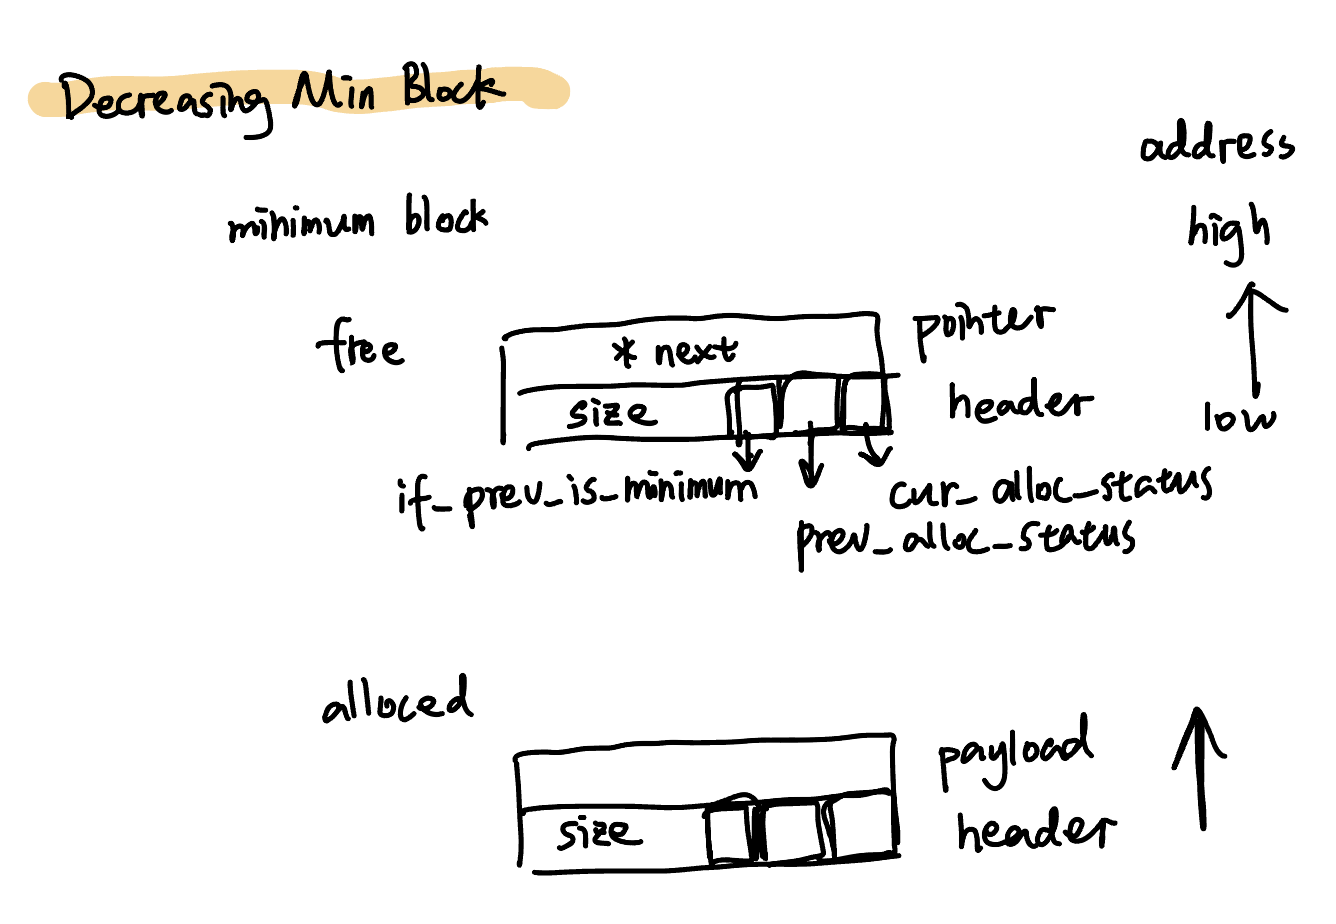 Decreasing Min Block
address
minimum block
high
free
* next
pointer
size
header
low
if_prev_is_minimum
cur_alloc_status
prev_alloc_status
alloced
payload
size
header